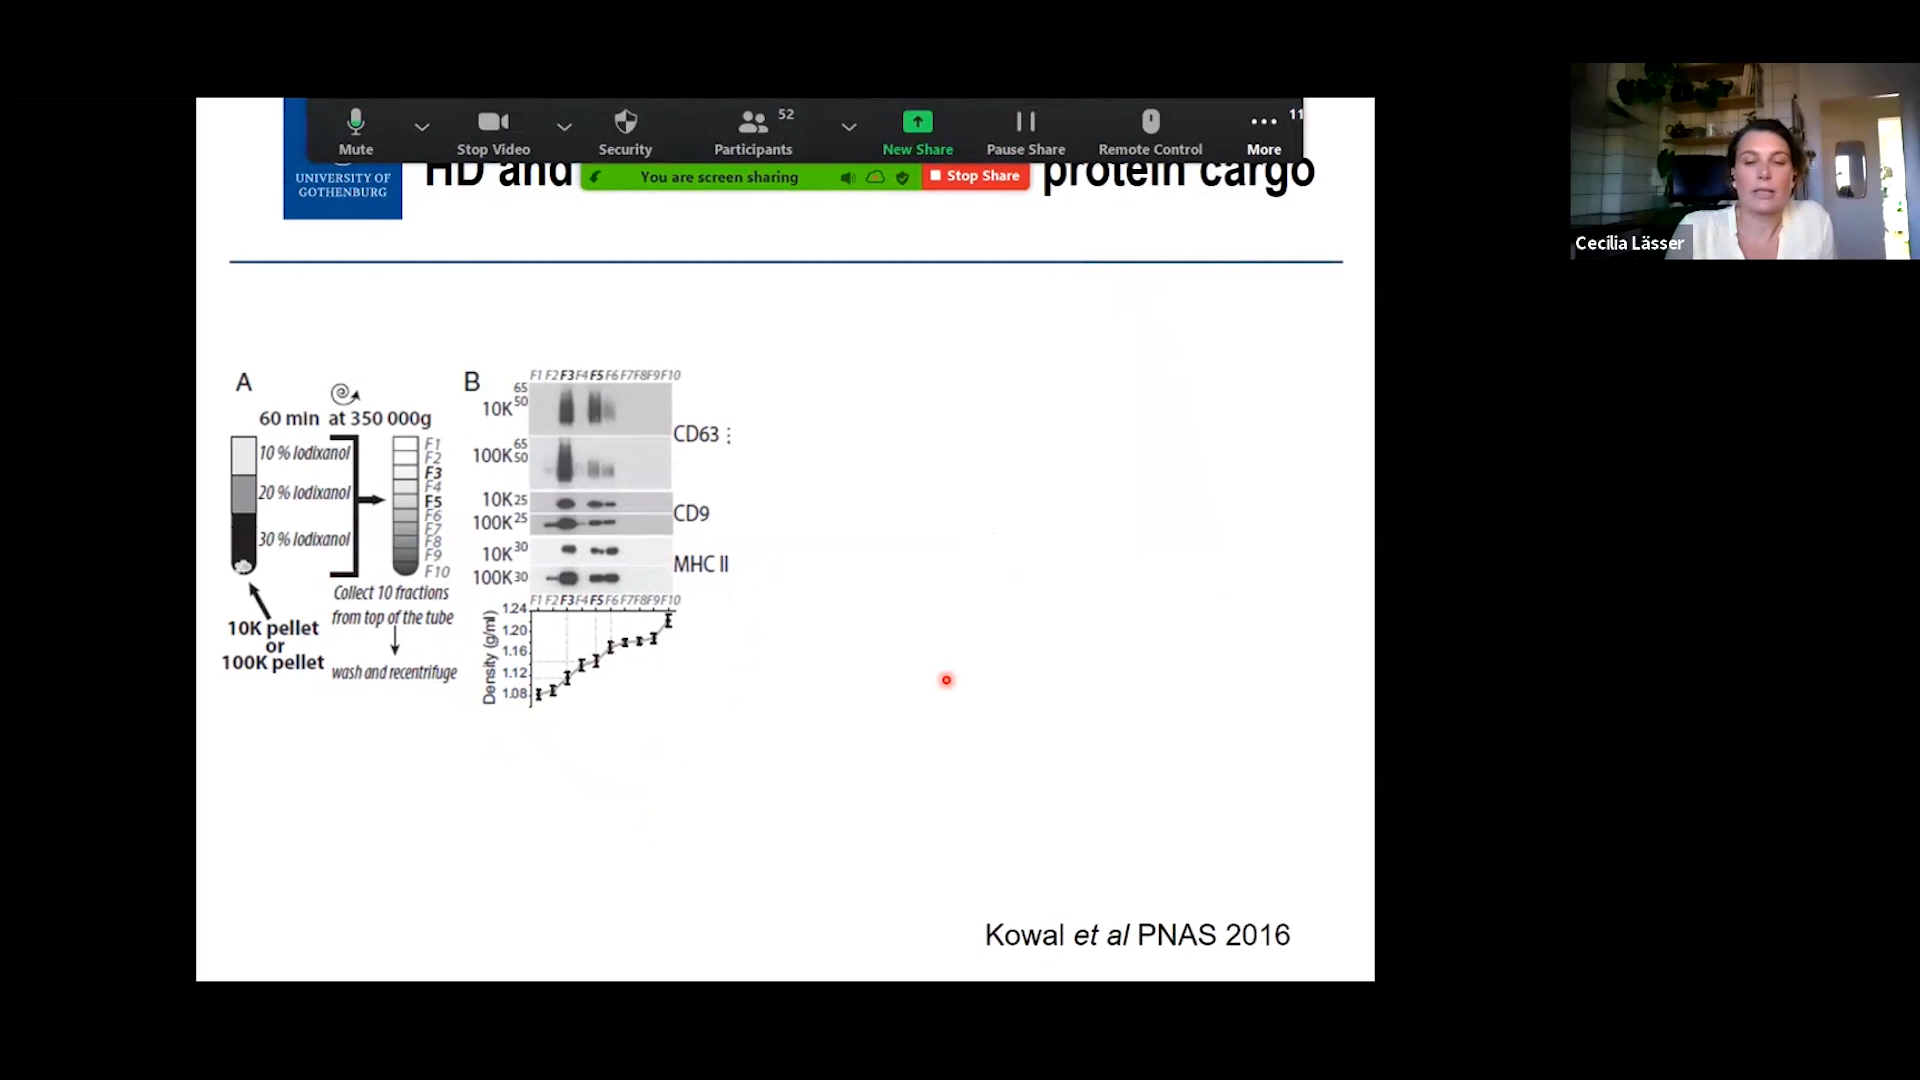 Mute
Stop Video
Security
52
Participants
New Share
Pause Share
Remote Control
11
More
You are screen sharing
Stop Share
UNIVERSITY OF
GOTHENBURG
HD and
protein cargo
Cecilia Lässer
A
60 min at 350 000g
10 % Iodixanol
20 % Iodixanol
30 % Iodixanol
F1
F2
F3
F4
F5
F6
F7
F8
F9
F10
10K pellet
or
100K pellet
Collect 10 fractions
from top of the tube
wash and recentrifuge
B
F1 F2 F3 F4 F5 F6 F7 F8 F9 F10
65
10K 50
65
100K 50
CD63
10K 25
100K 25
CD9
10K 30
100K 30
MHC II
F1 F2 F3 F4 F5 F6 F7 F8 F9 F10
Density (g/ml)
1.24
1.20
1.16
1.12
1.08
Kowal et al PNAS 2016